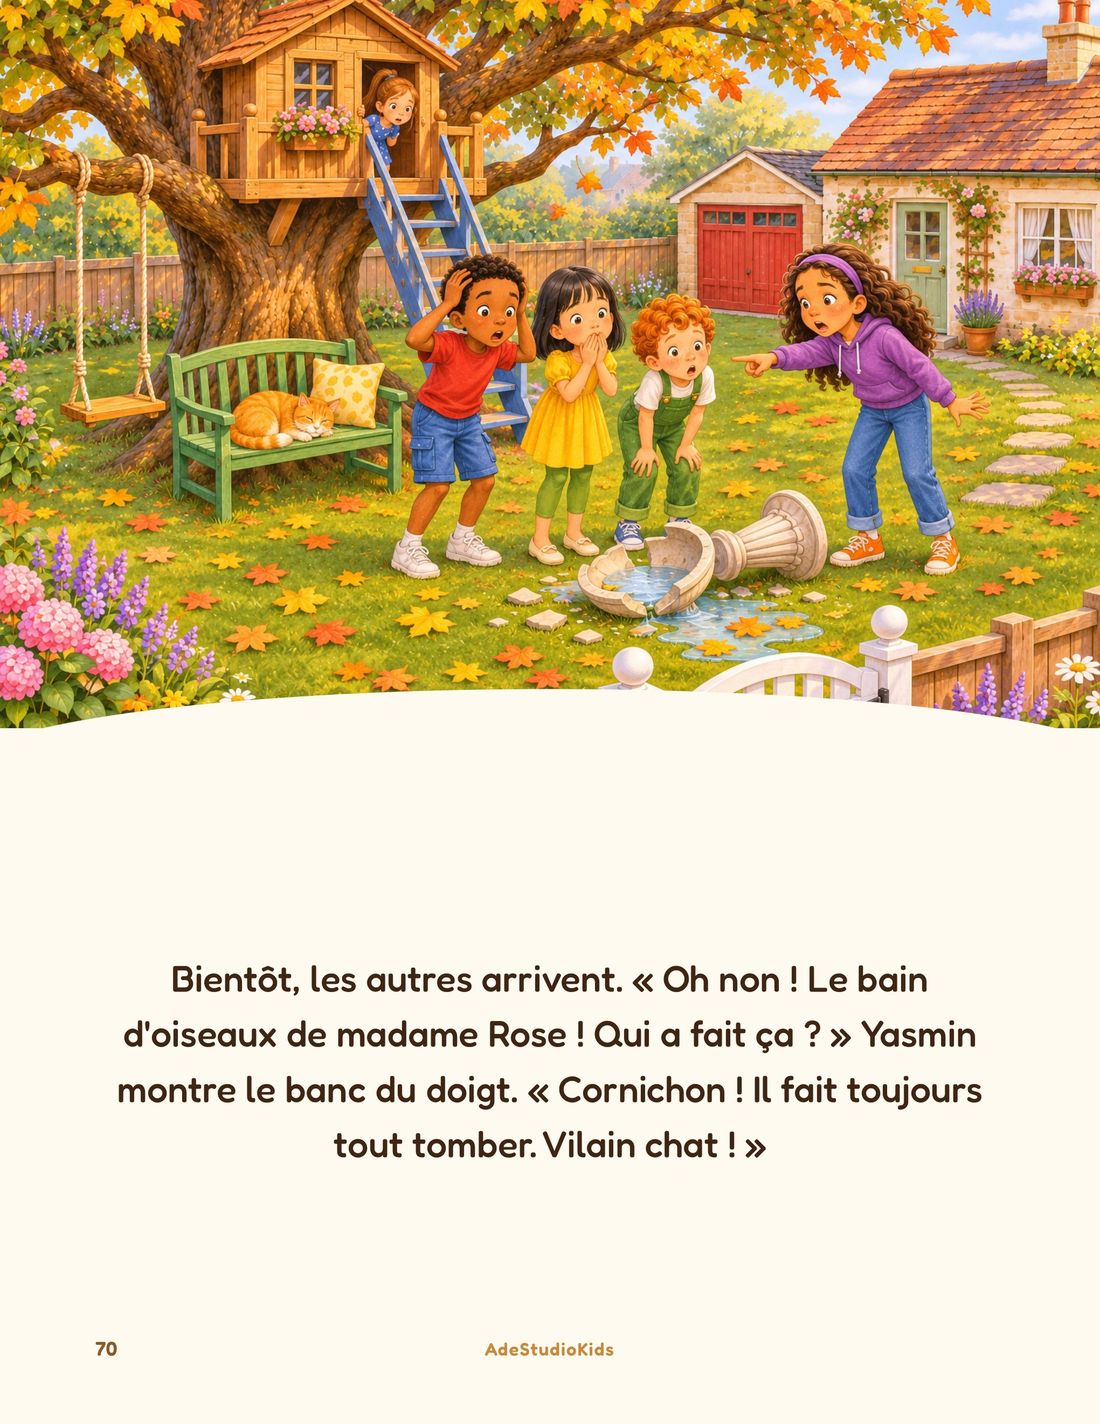 Bientôt, les autres arrivent. « Oh non ! Le bain
d'oiseaux de madame Rose ! Qui a fait ça ? » Yasmin
montre le banc du doigt. « Cornichon ! Il fait toujours
tout tomber. Vilain chat ! »
70
AdeStudioKids